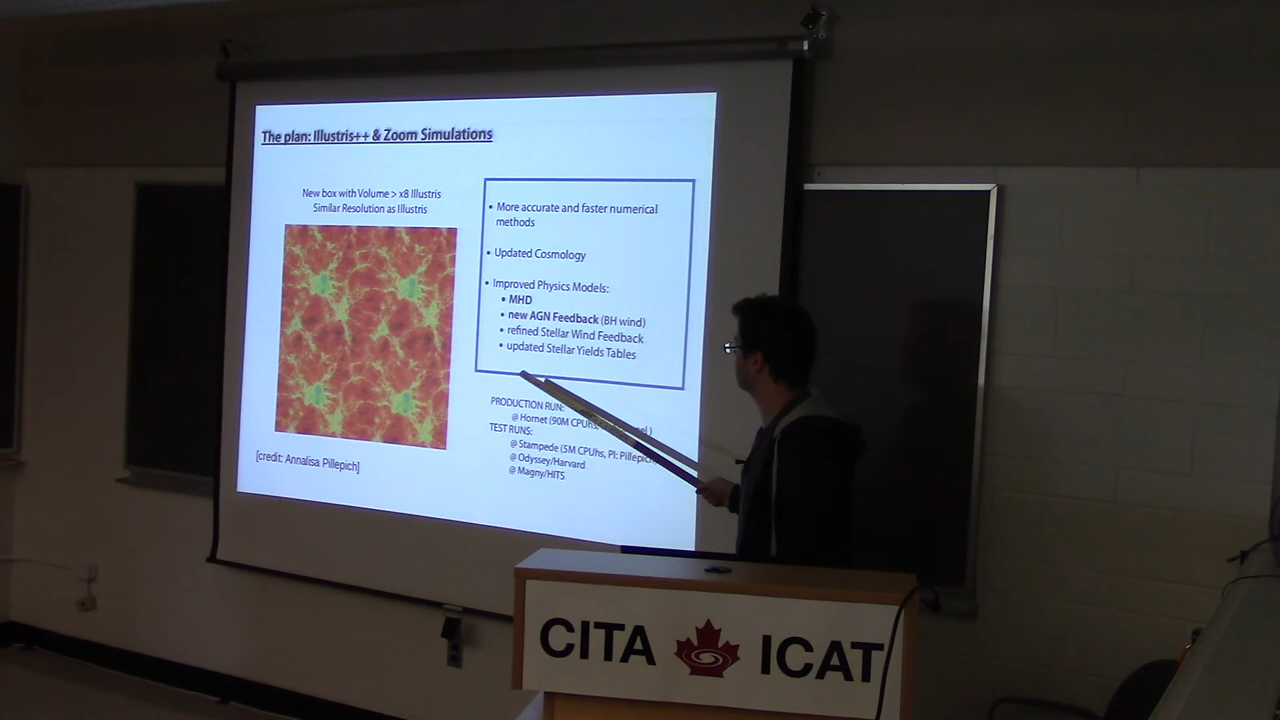 The plan: Illustris++ & Zoom Simulations
New box with Volume > x8 Illustris
Similar Resolution as Illustris
[credit: Annalisa Pillepich]
• More accurate and faster numerical
methods
• Updated Cosmology
• Improved Physics Models:
• MHD
• new AGN Feedback (BH wind)
• refined Stellar Wind Feedback
• updated Stellar Yields Tables
PRODUCTION RUN:
@ Hornet (90M CPUhs,
TEST RUNS:
@ Stampede (5M CPUhs, PI: Pillepich)
@ Odyssey/Harvard
@ Magny/HITS
CITA ICAT